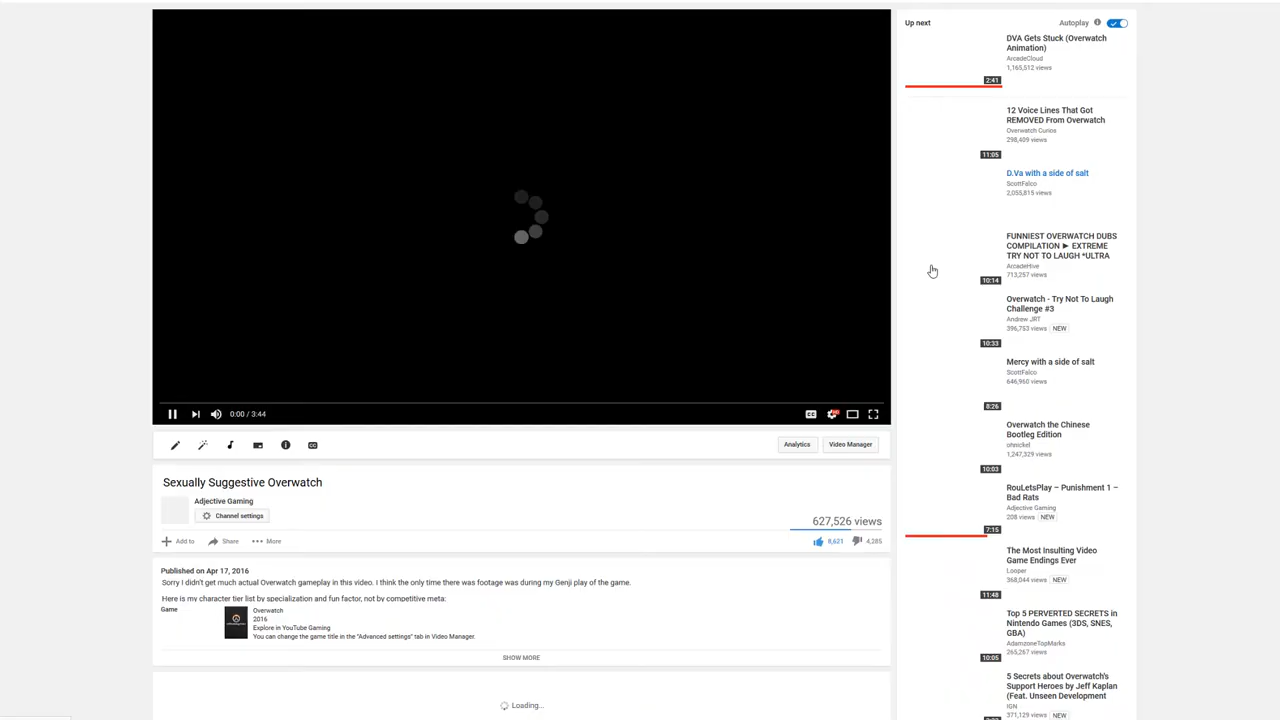 Up next
Autoplay
DVA Gets Stuck (Overwatch
Animation)
ArcadeCloud
1,165,512 views
2:41
12 Voice Lines That Got
REMOVED From Overwatch
Overwatch Curios
298,409 views
11:05
D.Va with a side of salt
ScottFalco
2,055,815 views
FUNNIEST OVERWATCH DUBS
COMPILATION ► EXTREME
TRY NOT TO LAUGH *ULTRA
ArcadeHive
713,257 views
10:14
Overwatch - Try Not To Laugh
Challenge #3
Andrew JRT
396,753 views NEW
10:33
Mercy with a side of salt
ScottFalco
646,960 views
8:26
Overwatch the Chinese
Bootleg Edition
ohnickel
1,247,329 views
10:03
RouLetsPlay – Punishment 1 –
Bad Rats
Adjective Gaming
208 views NEW
7:15
The Most Insulting Video
Game Endings Ever
Looper
368,044 views NEW
11:48
Top 5 PERVERTED SECRETS in
Nintendo Games (3DS, SNES,
GBA)
AdamzoneTopMarks
265,267 views
10:05
5 Secrets about Overwatch's
Support Heroes by Jeff Kaplan
(Feat. Unseen Development
IGN
371,129 views NEW
0:00 / 3:44
Analytics
Video Manager
Sexually Suggestive Overwatch
Adjective Gaming
Channel settings
627,526 views
Add to
Share
More
8,621
4,285
Published on Apr 17, 2016
Sorry I didn't get much actual Overwatch gameplay in this video. I think the only time there was footage was during my Genji play of the game.
Here is my character tier list by specialization and fun factor, not by competitive meta:
Game
Overwatch
2016
Explore in YouTube Gaming
You can change the game title in the "Advanced settings" tab in Video Manager.
SHOW MORE
Loading...